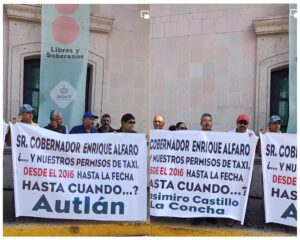 Libres y
Soberanos
Jalisco
SR. GOBERNADOR ENRIQUE ALFARO
¿...Y NUESTROS PERMISOS DE TAXI,
DESDE EL 2016 HASTA LA FECHA
HASTA CUANDO...?
Autlán
SR. GOBERNADOR ENRIQUE ALFARO
¿...Y NUESTROS PERMISOS DE TAXI,
DESDE EL 2016 HASTA LA FECHA
HASTA CUANDO...?
Casimiro Castillo
La Concha
SR.
¿...Y
DESDE
HAS